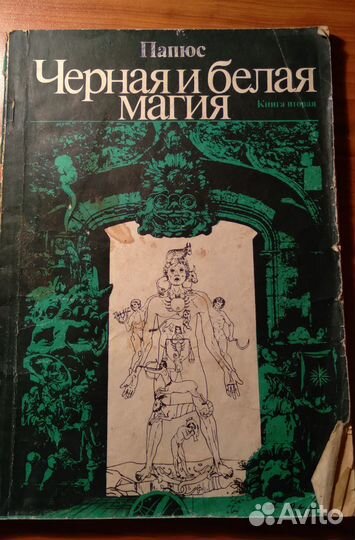 Папюс
Черная и белая
магия
Книга вторая
Avito